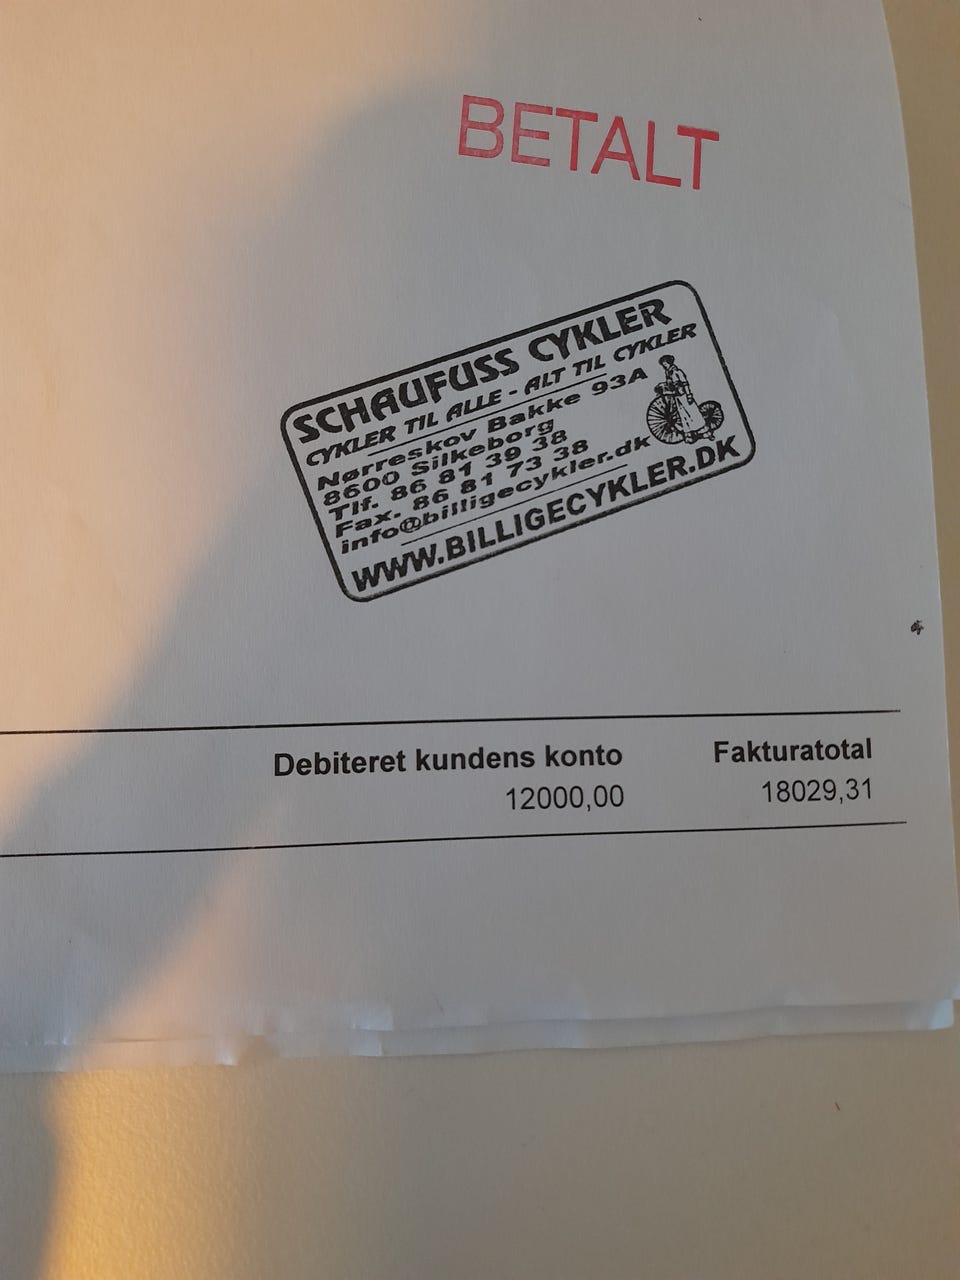 BETALT
SCHAUFUSS CYKLER
CYKLER TIL ALLE - ALT TIL CYKLER
Nørreskov Bakke 93A
8600 Silkeborg
Tlf. 86 81 39 38
Fax. 86 81 73 38
info@billigecykler.dk
WWW.BILLIGECYKLER.DK
Debiteret kundens konto Fakturatotal
12000,00 18029,31